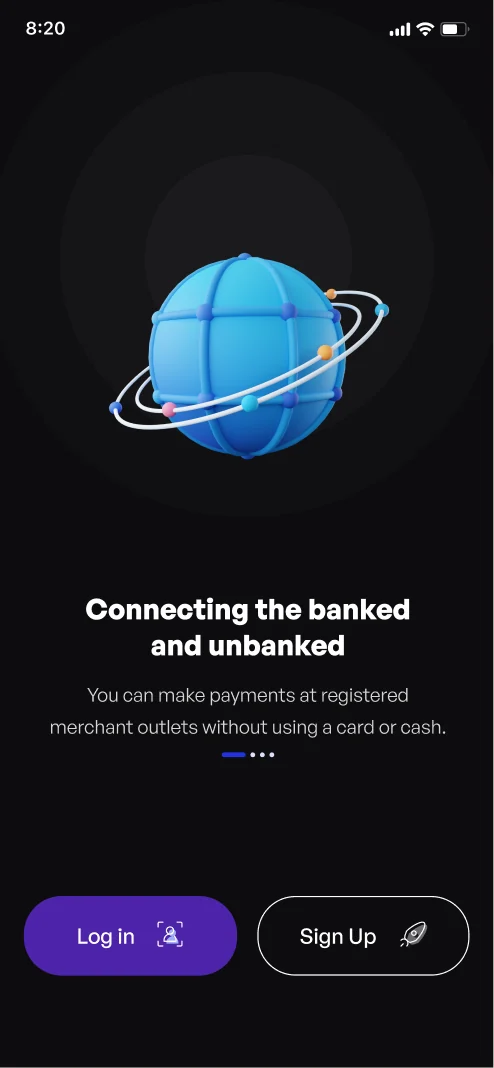 8:20
Connecting the banked
and unbanked
You can make payments at registered
merchant outlets without using a card or cash.
Log in
Sign Up